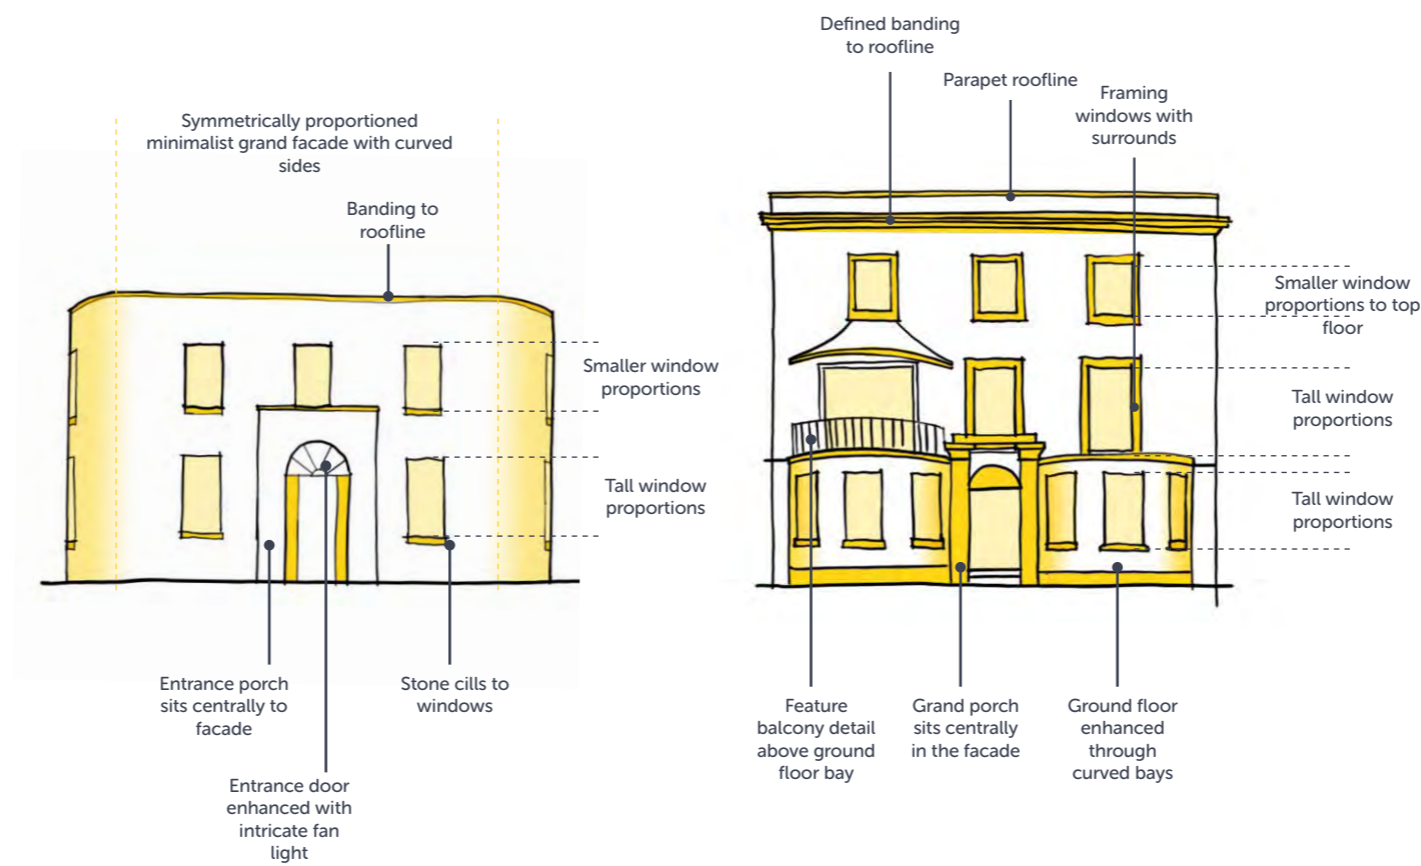 Symmetrically proportioned
minimalist grand facade with curved
sides
Banding to
roofline
Smaller window
proportions
Tall window
proportions
Entrance porch
sits centrally to
facade
Stone cills to
windows
Entrance door
enhanced with
intricate fan
light
Defined banding
to roofline
Parapet roofline
Framing
windows with
surrounds
Smaller window
proportions to top
floor
Tall window
proportions
Tall window
proportions
Feature
balcony detail
above ground
floor bay
Grand porch
sits centrally
in the facade
Ground floor
enhanced
through
curved bays